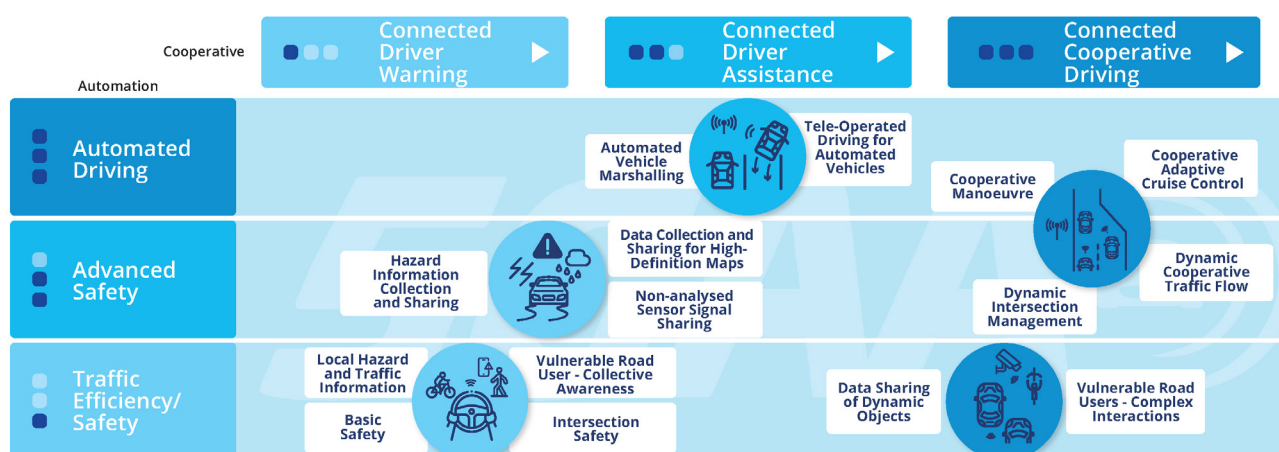 Cooperative
Automation
Connected
Driver
Warning
Connected
Driver
Assistance
Connected
Cooperative
Driving
Automated
Driving
Automated
Vehicle
Marshalling
Tele-Operated
Driving for
Automated
Vehicles
Cooperative
Manoeuvre
Cooperative
Adaptive
Cruise Control
Advanced
Safety
Hazard
Information
Collection
and Sharing
Data Collection and
Sharing for High-
Definition Maps
Non-analysed
Sensor Signal
Sharing
Dynamic
Intersection
Management
Dynamic
Cooperative
Traffic Flow
Traffic
Efficiency/
Safety
Local Hazard
and Traffic
Information
Basic
Safety
Vulnerable Road
User - Collective
Awareness
Intersection
Safety
Data Sharing
of Dynamic
Objects
Vulnerable Road
Users - Complex
Interactions